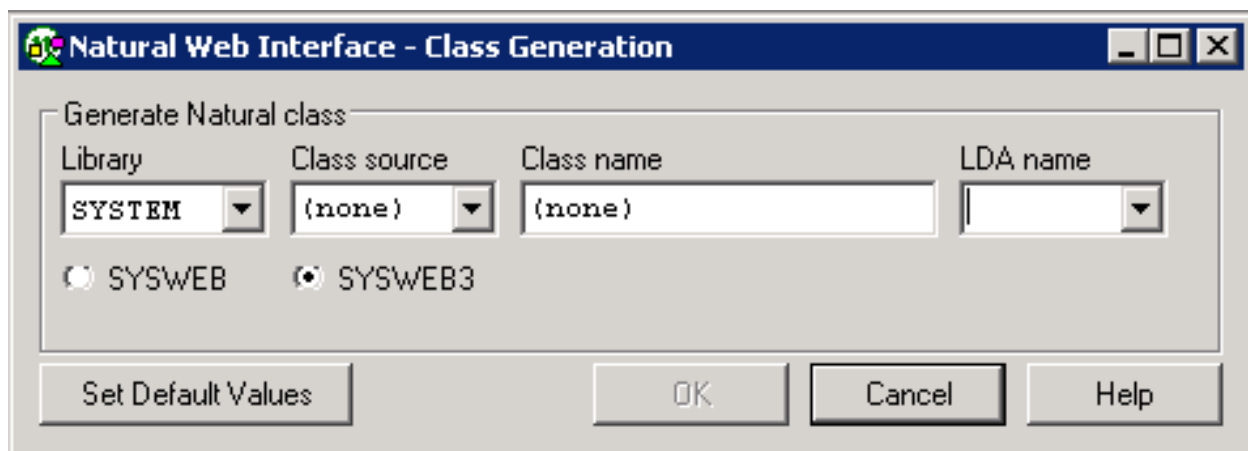 Natural Web Interface - Class Generation
Generate Natural class
Library Class source Class name LDA name
SYSTEM (none) (none)
SYSWEB SYSWEB3
Set Default Values OK Cancel Help